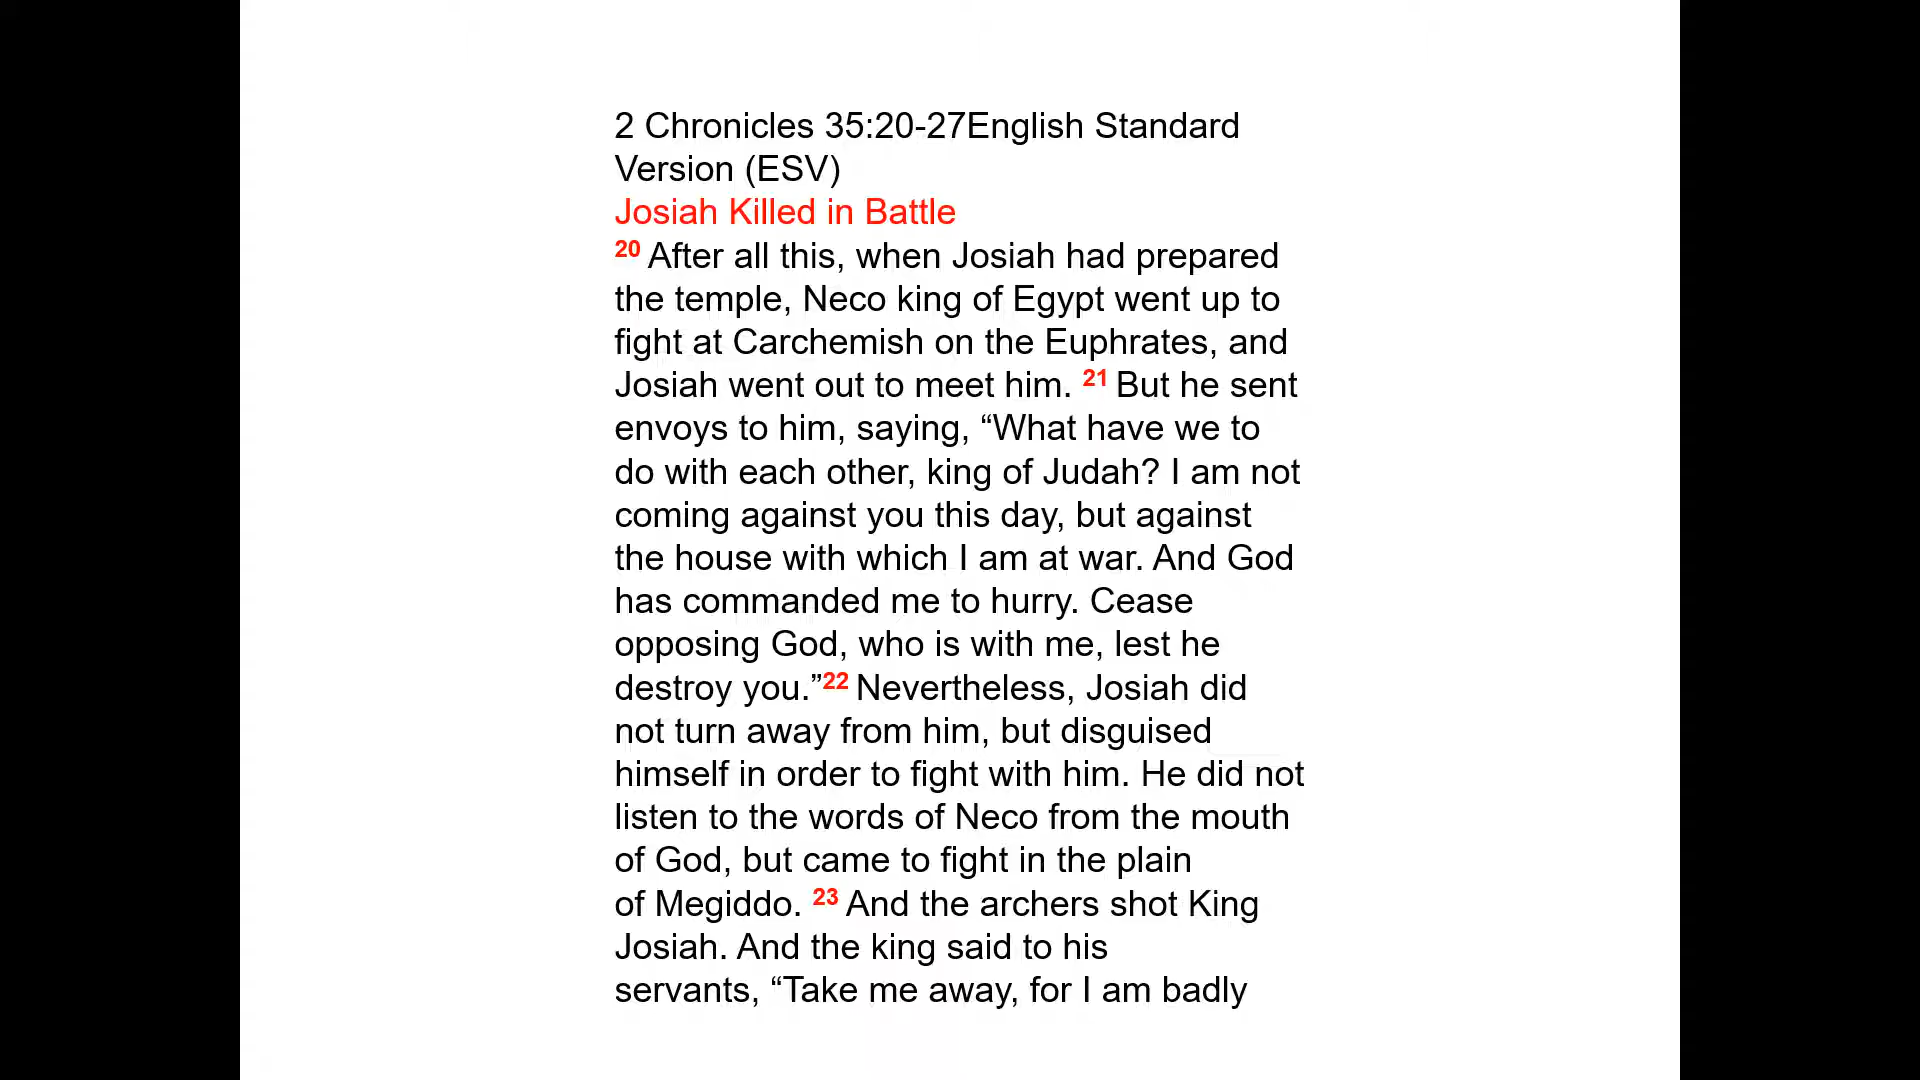 2 Chronicles 35:20-27English Standard
Version (ESV)
Josiah Killed in Battle
20 After all this, when Josiah had prepared
the temple, Neco king of Egypt went up to
fight at Carchemish on the Euphrates, and
Josiah went out to meet him. 21 But he sent
envoys to him, saying, “What have we to
do with each other, king of Judah? I am not
coming against you this day, but against
the house with which I am at war. And God
has commanded me to hurry. Cease
opposing God, who is with me, lest he
destroy you.”22 Nevertheless, Josiah did
not turn away from him, but disguised
himself in order to fight with him. He did not
listen to the words of Neco from the mouth
of God, but came to fight in the plain
of Megiddo. 23 And the archers shot King
Josiah. And the king said to his
servants, “Take me away, for I am badly